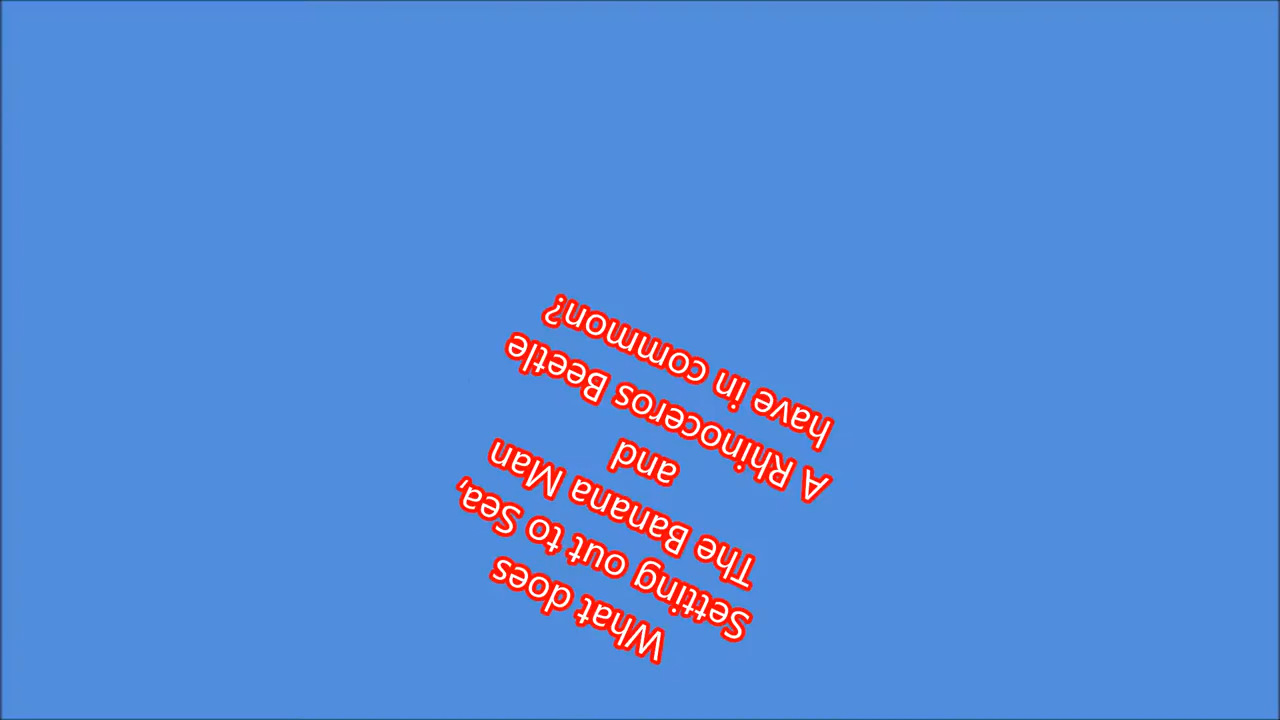 What does
Setting out to Sea,
The Banana Man
and
A Rhinoceros Beetle
have in common?